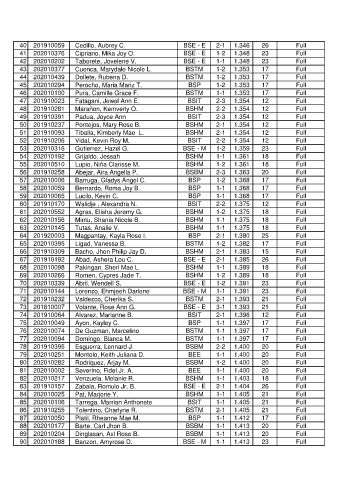 40 201910059 Cedillo, Aubrey C. BSE - E 2-1 1.346 26 Full
41 202010376 Cipriano, Mika Joy O. BSE - E 1-2 1.348 23 Full
42 202010202 Taborete, Jovelene V. BSE - E 1-1 1.348 23 Full
43 202010377 Cuenca, Marydale Nicole L. BSTM 1-2 1.353 17 Full
44 202010439 Dollete, Rubena D. BSTM 1-2 1.353 17 Full
45 202010294 Perocho, Maria Mariz T. BSP 1-2 1.353 17 Full
46 202010100 Pura, Camille Grace F. BSTM 1-1 1.353 17 Full
47 201910023 Fatagani, Jewel Ann E. BSIT 2-3 1.354 12 Full
48 201910281 Marañon, Kemverly O. BSHM 2-2 1.354 12 Full
49 201910391 Padua, Joyce Ann BSIT 2-3 1.354 12 Full
50 201910237 Pentojos, Mary Rose B. BSHM 2-1 1.354 12 Full
51 201910093 Tiballa, Kimberly Mae L. BSHM 2-1 1.354 12 Full
52 201910206 Vidal, Kevin Roy M. BSIT 2-2 1.354 12 Full
53 202010316 Gutierrez, Hazel G. BSE - M 1-2 1.359 23 Full
54 202010192 Grijaldo, Jessah BSHM 1-1 1.361 18 Full
55 202010510 Lupio, Niña Clarisse M. BSHM 1-2 1.361 18 Full
56 201910258 Abejar, Aira Angella P. BSBM 2-3 1.363 20 Full
57 202010006 Barruga, Gladys Angel C. BSP 1-2 1.368 17 Full
58 202010059 Bernardo, Roma Joy B. BSP 1-1 1.368 17 Full
59 202010065 Lucilo, Kevin C. BSP 1-1 1.368 17 Full
60 201910170 Walidje , Alexandra N. BSIT 2-2 1.375 12 Full
61 202010552 Agras, Elisha Jeremy G. BSHM 1-2 1.375 18 Full
62 202010156 Mintu, Shania Nicole B. BSHM 1-1 1.375 18 Full
63 202010145 Tutas, Analie V. BSHM 1-1 1.375 18 Full
64 201920003 Magpantay, Kayla Rose I. BSP 2-1 1.380 25 Full
65 202010395 Ligad, Vanessa B. BSTM 1-2 1.382 17 Full
66 201910309 Bacho, Jhon Philip Jay D. BSHM 2-1 1.383 15 Full
67 201910192 Abad, Ashera Lou C. BSE - E 2-1 1.385 26 Full
68 202010098 Pakingan, Sheri Mae L. BSHM 1-1 1.389 18 Full
69 202010266 Romen, Cypres Jade T. BSHM 1-2 1.389 18 Full
70 202010339 Abril, Wendell S. BSE - E 1-2 1.391 23 Full
71 202010144 Lorenzo, Elmrjeeh Darlene BSE - M 1-1 1.391 23 Full
72 201910232 Valdezco, Cherika S. BSTM 2-1 1.393 21 Full
73 201810007 Volante, Rose Ann G. BSE - E 3-1 1.393 21 Full
74 201910064 Alvarez, Marianne B. BSIT 2-1 1.396 12 Full
75 202010049 Ayon, Kayley C. BSP 1-1 1.397 17 Full
76 202010074 De Guzman, Marcelino BSTM 1-1 1.397 17 Full
77 202010094 Domingo, Bianca M. BSTM 1-1 1.397 17 Full
78 201910395 Esguerra, Lennard J. BSBM 2-2 1.400 20 Full
79 202010251 Montolo, Keith Juliana D. BEE 1-1 1.400 20 Full
80 202010282 Rodriquez, Arjay M. BSBM 1-2 1.400 20 Full
81 202010002 Severino, Fidel Jr. A. BEE 1-1 1.400 20 Full
82 202010217 Venzuela, Melanie R. BSHM 1-1 1.403 18 Full
83 201910157 Zabala, Romulo Jr. B. BSE - E 2-1 1.404 26 Full
84 202010025 Pat, Marjorie Y. BSHM 1-1 1.405 21 Full
85 202010106 Tarrega, Marrian Anthonete BSIT 1-1 1.405 21 Full
86 201910255 Tolentino, Charlyne R. BSTM 2-1 1.405 21 Full
87 202010050 Platil, Rheanne Mae M. BSP 1-1 1.412 17 Full
88 202010177 Barte, Carl Jhon B. BSBM 1-1 1.413 20 Full
89 202010204 Dinglasan, Axl Rose B. BSBM 1-1 1.413 20 Full
90 202010188 Banzon, Amyrose D. BSE - M 1-1 1.413 23 Full